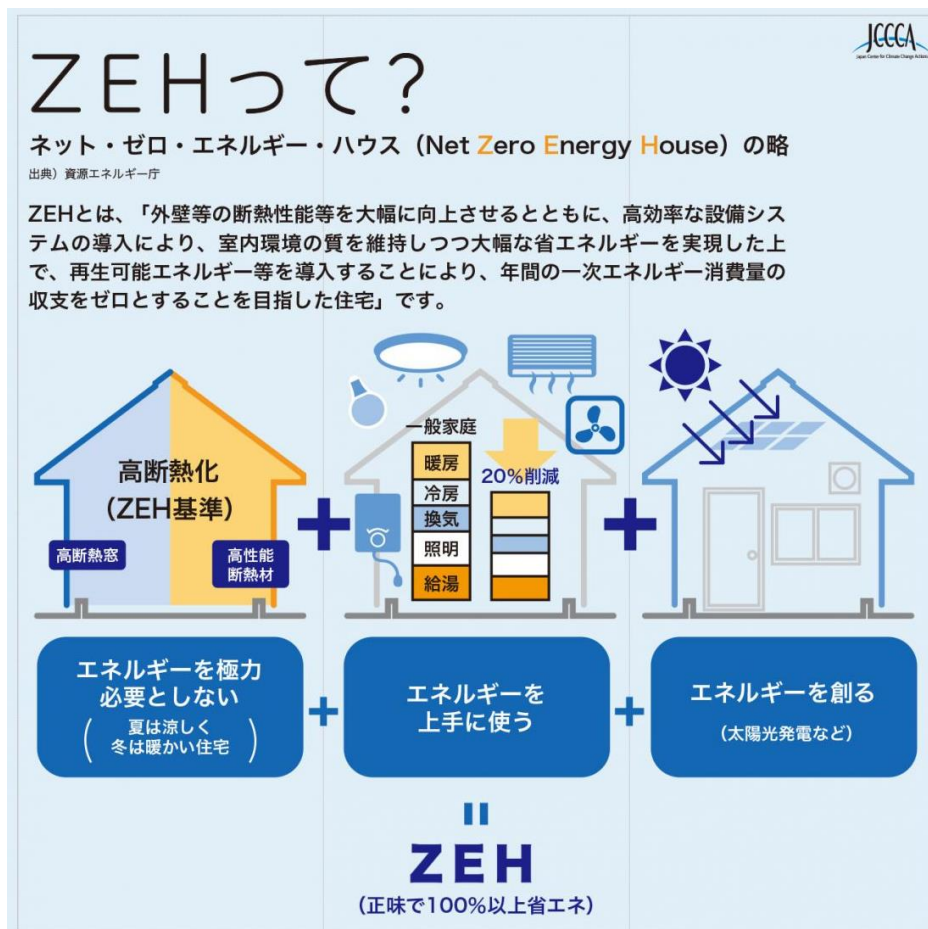 JCCCA
Japan Center for Climate Change Actions
ZEHって？
ネット・ゼロ・エネルギー・ハウス（Net Zero Energy House）の略
出典）資源エネルギー庁
ZEHとは、「外壁等の断熱性能等を大幅に向上させるとともに、高効率な設備シス
テムの導入により、室内環境の質を維持しつつ大幅な省エネルギーを実現した上
で、再生可能エネルギー等を導入することにより、年間の一次エネルギー消費量の
収支をゼロとすることを目指した住宅」です。
高断熱化
（ZEH基準）
高断熱窓
高性能
断熱材
一般家庭
暖房
冷房
換気
照明
給湯
20%削減
エネルギーを極力
必要としない
（夏は涼しく
冬は暖かい住宅）
エネルギーを
上手に使う
エネルギーを創る
（太陽光発電など）
ZEH
（正味で100%以上省エネ）